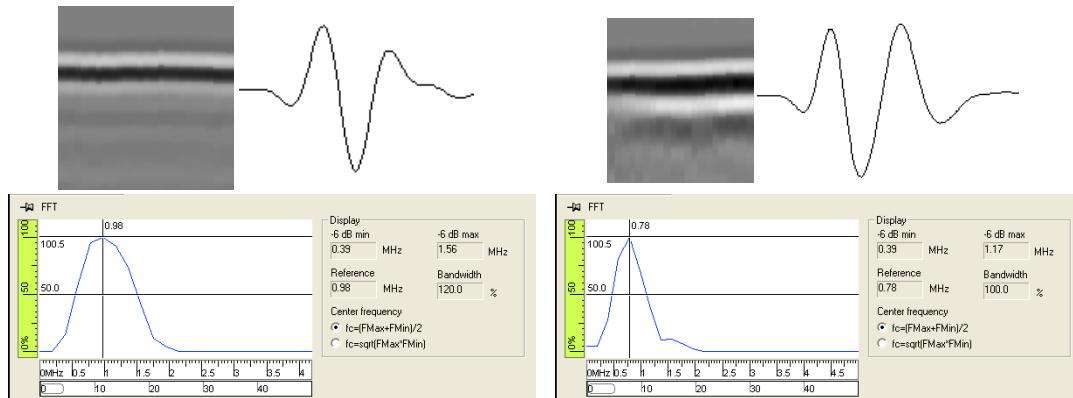 FFT
100
50
0%
0.98
100.5
50.0
0MHz 0.5 1 1.5 2 2.5 3 3.5 4
0 10 20 30 40
Display
-6 dB min -6 dB max
0.39 MHz 1.56 MHz
Reference Bandwidth
0.98 MHz 120.0 %
Center frequency
fc=(FMax+FMin)/2
fc=sqrt(FMax*FMin)
FFT
100
50
0%
0.78
100.5
50.0
0MHz 0.5 1 1.5 2 2.5 3 3.5 4 4.5
0 10 20 30 40
Display
-6 dB min -6 dB max
0.39 MHz 1.17 MHz
Reference Bandwidth
0.78 MHz 100.0 %
Center frequency
fc=(FMax+FMin)/2
fc=sqrt(FMax*FMin)